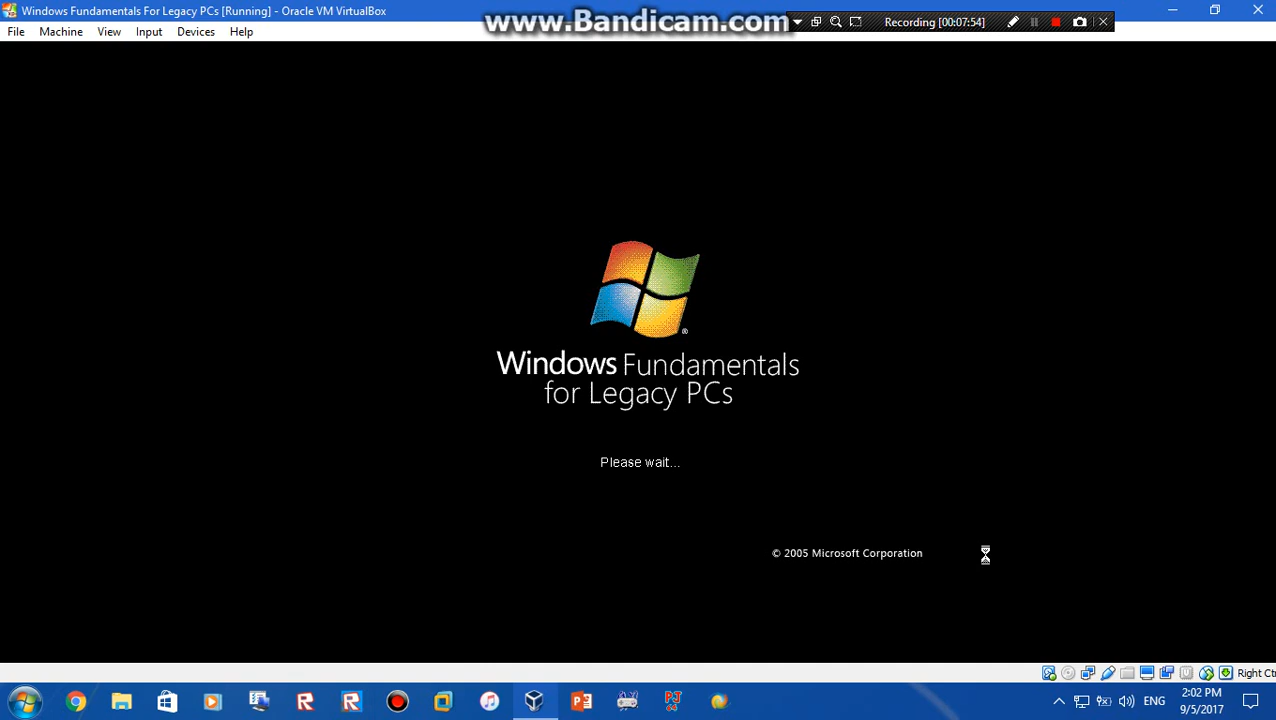 Windows Fundamentals For Legacy PCs [Running] - Oracle VM VirtualBox
www.Bandicam.com
Recording [00:07:54]
File Machine View Input Devices Help
Windows Fundamentals
for Legacy PCs
®
Please wait...
© 2005 Microsoft Corporation
Right Ct
ENG
2:02 PM
9/5/2017